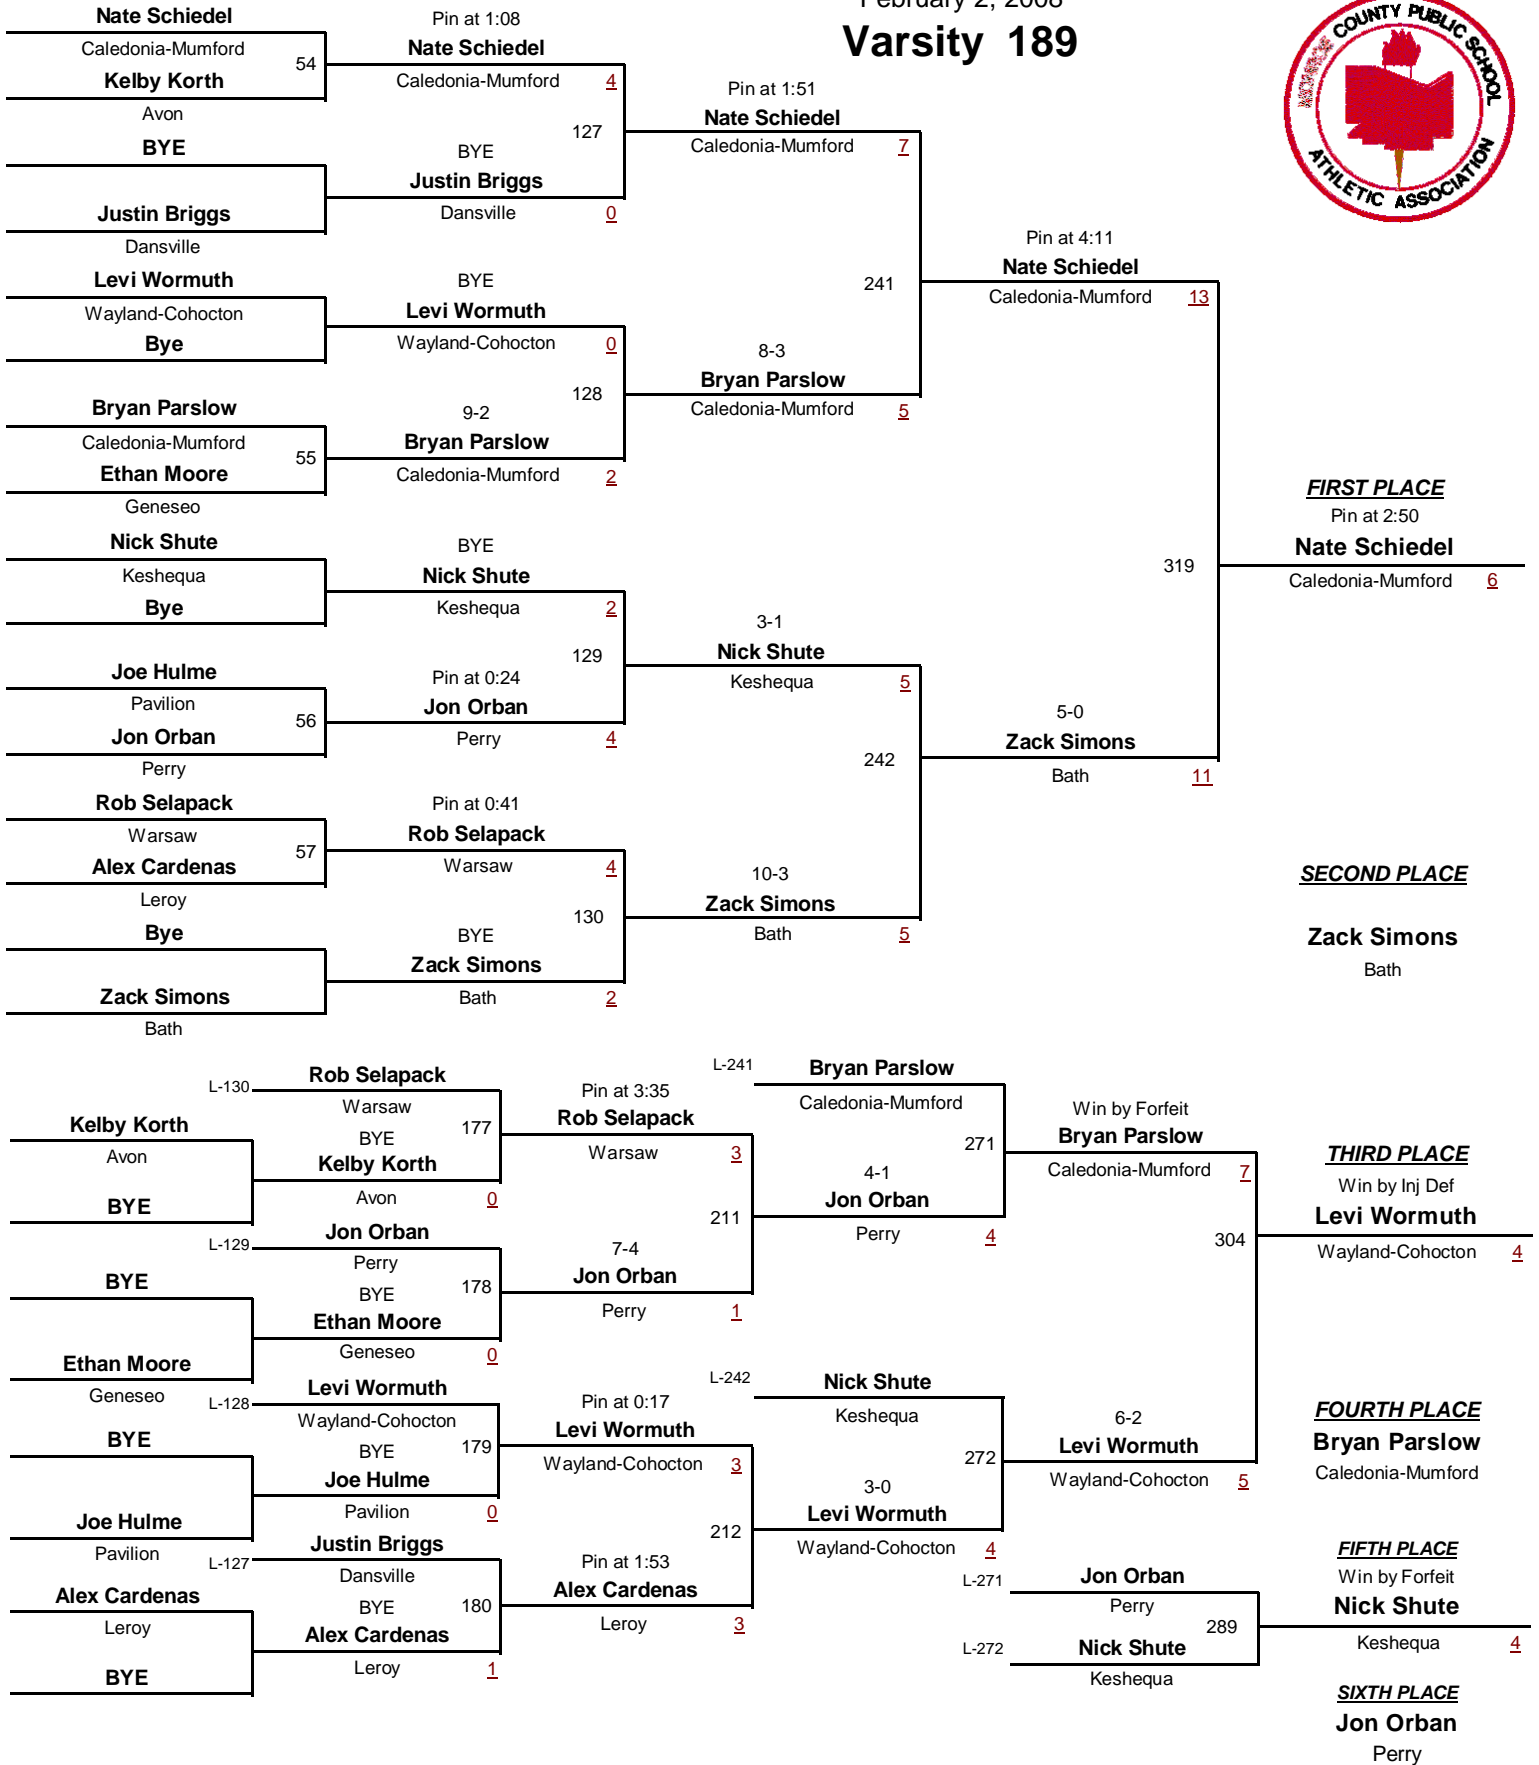 February 2, 2008
Varsity 189
MONROE COUNTY PUBLIC SCHOOL
ATHLETIC ASSOCIATION
Nate Schiedel
Caledonia-Mumford
54
Kelby Korth
Avon
BYE
Justin Briggs
Dansville
Levi Wormuth
Wayland-Cohocton
Bye
Bryan Parslow
Caledonia-Mumford
55
Ethan Moore
Geneseo
Nick Shute
Keshequa
Bye
Joe Hulme
Pavilion
56
Jon Orban
Perry
Rob Selapack
Warsaw
57
Alex Cardenas
Leroy
Bye
Zack Simons
Bath
Pin at 1:08
Nate Schiedel
Caledonia-Mumford 4
127
BYE
Justin Briggs
Dansville 0
BYE
Levi Wormuth
Wayland-Cohocton 0
128
9-2
Bryan Parslow
Caledonia-Mumford 2
BYE
Nick Shute
Keshequa 2
129
Pin at 0:24
Jon Orban
Perry 4
Pin at 0:41
Rob Selapack
Warsaw 4
130
BYE
Zack Simons
Bath 2
Pin at 1:51
Nate Schiedel
Caledonia-Mumford 7
241
8-3
Bryan Parslow
Caledonia-Mumford 5
3-1
Nick Shute
Keshequa 5
242
10-3
Zack Simons
Bath 5
Pin at 4:11
Nate Schiedel
Caledonia-Mumford 13
319
5-0
Zack Simons
Bath 11
FIRST PLACE
Pin at 2:50
Nate Schiedel
Caledonia-Mumford 6
SECOND PLACE
Zack Simons
Bath
Kelby Korth
Avon
BYE
BYE
Ethan Moore
Geneseo
BYE
Joe Hulme
Pavilion
Alex Cardenas
Leroy
BYE
L-130
Rob Selapack
Warsaw
177
BYE
Kelby Korth
Avon 0
L-129
Jon Orban
Perry
178
BYE
Ethan Moore
Geneseo 0
L-128
Levi Wormuth
Wayland-Cohocton
179
BYE
Joe Hulme
Pavilion 0
L-127
Justin Briggs
Dansville
180
BYE
Alex Cardenas
Leroy 1
Pin at 3:35
Rob Selapack
Warsaw 3
211
7-4
Jon Orban
Perry 1
Pin at 0:17
Levi Wormuth
Wayland-Cohocton 3
212
Pin at 1:53
Alex Cardenas
Leroy 3
L-241
Bryan Parslow
Caledonia-Mumford
271
4-1
Jon Orban
Perry 4
L-242
Nick Shute
Keshequa
272
3-0
Levi Wormuth
Wayland-Cohocton 4
Win by Forfeit
Bryan Parslow
Caledonia-Mumford 7
304
6-2
Levi Wormuth
Wayland-Cohocton 5
L-271
Jon Orban
Perry
289
L-272
Nick Shute
Keshequa
THIRD PLACE
Win by Inj Def
Levi Wormuth
Wayland-Cohocton 4
FOURTH PLACE
Bryan Parslow
Caledonia-Mumford
FIFTH PLACE
Win by Forfeit
Nick Shute
Keshequa 4
SIXTH PLACE
Jon Orban
Perry